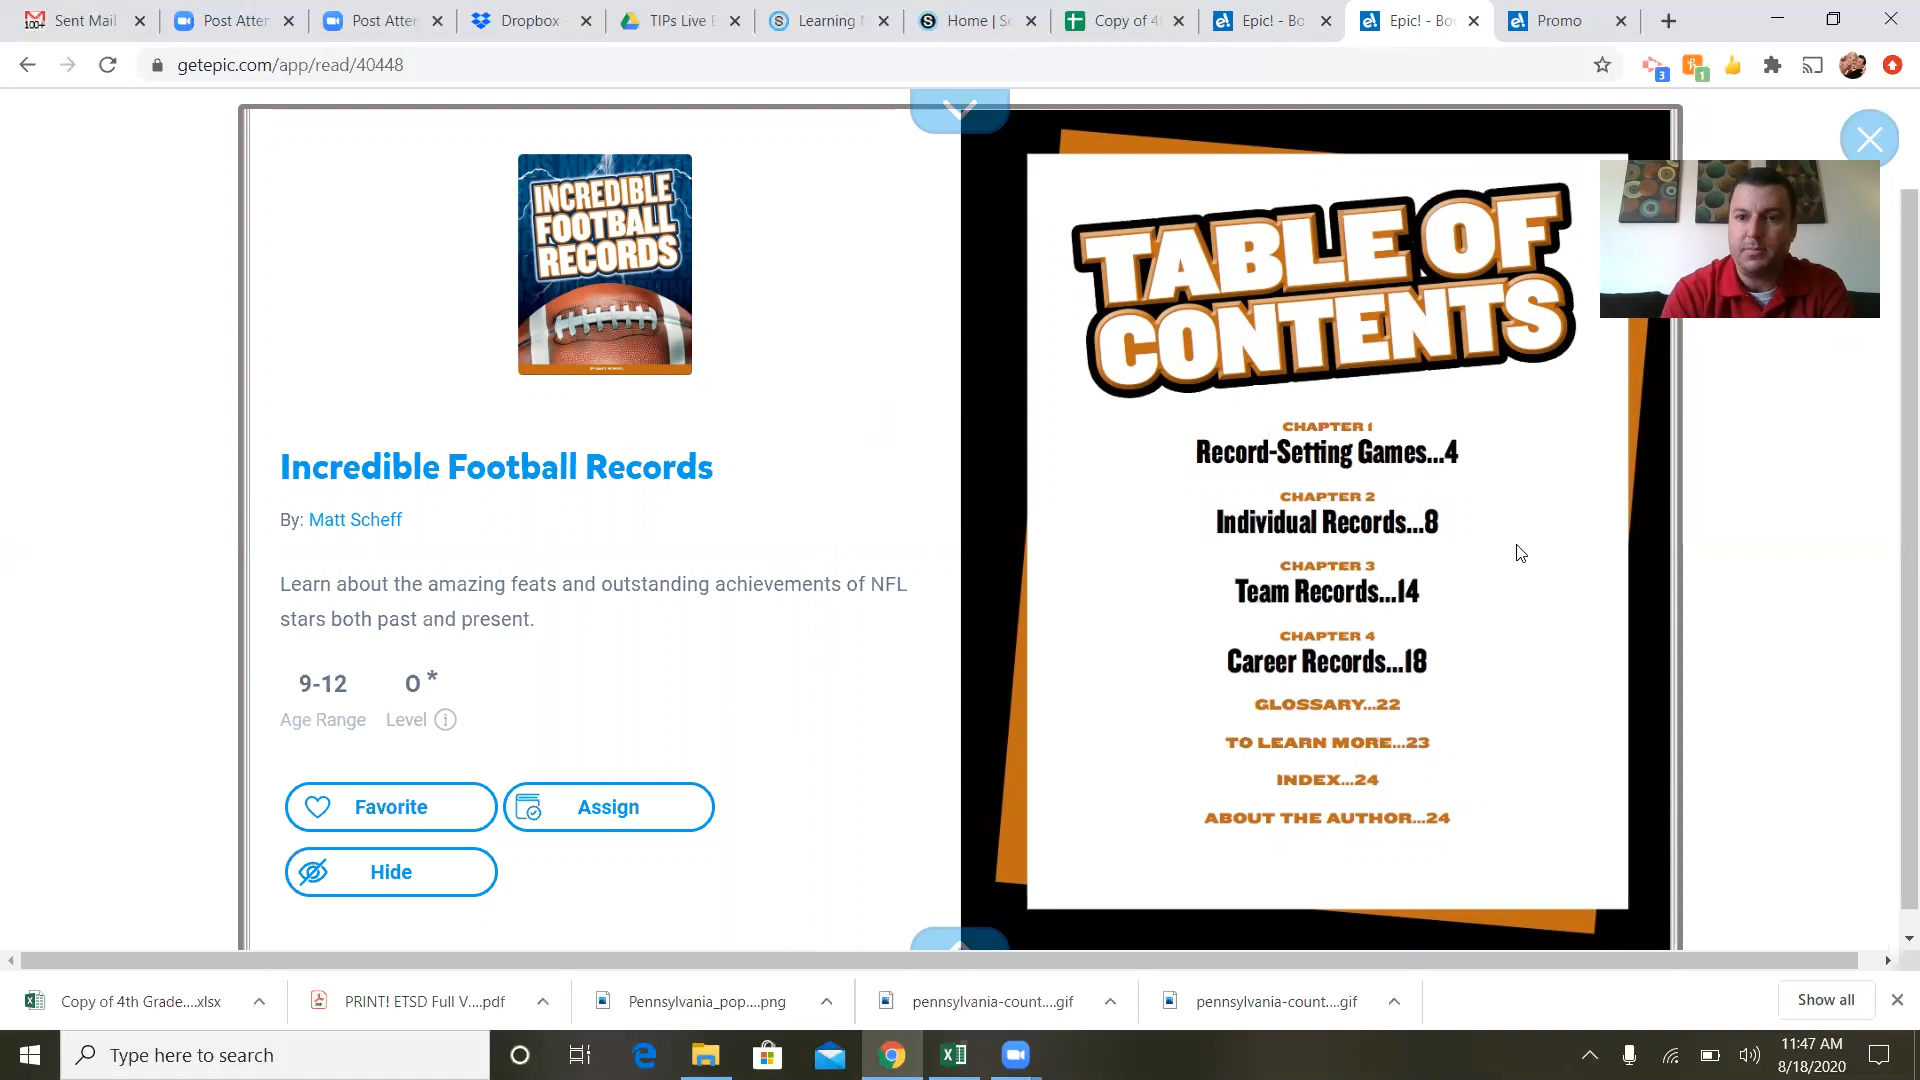 Sent Mail
Post Atter
Post Atter
Dropbox
TIPs Live
Learning
Home | S
Copy of 4
Epic! - Bo
Epic! - Bo
Promo
getepic.com/app/read/40448
3
1
INCREDIBLE
FOOTBALL
RECORDS
Incredible Football Records
By: Matt Scheff
Learn about the amazing feats and outstanding achievements of NFL
stars both past and present.
9-12 O *
Age Range Level
Favorite
Assign
Hide
TABLE OF
CONTENTS
CHAPTER 1
Record-Setting Games...4
CHAPTER 2
Individual Records...8
CHAPTER 3
Team Records...14
CHAPTER 4
Career Records...18
GLOSSARY...22
TO LEARN MORE...23
INDEX...24
ABOUT THE AUTHOR...24
Copy of 4th Grade....xlsx
PRINT! ETSD Full V....pdf
Pennsylvania_pop....png
pennsylvania-count....gif
pennsylvania-count....gif
Show all
Type here to search
11:47 AM
8/18/2020